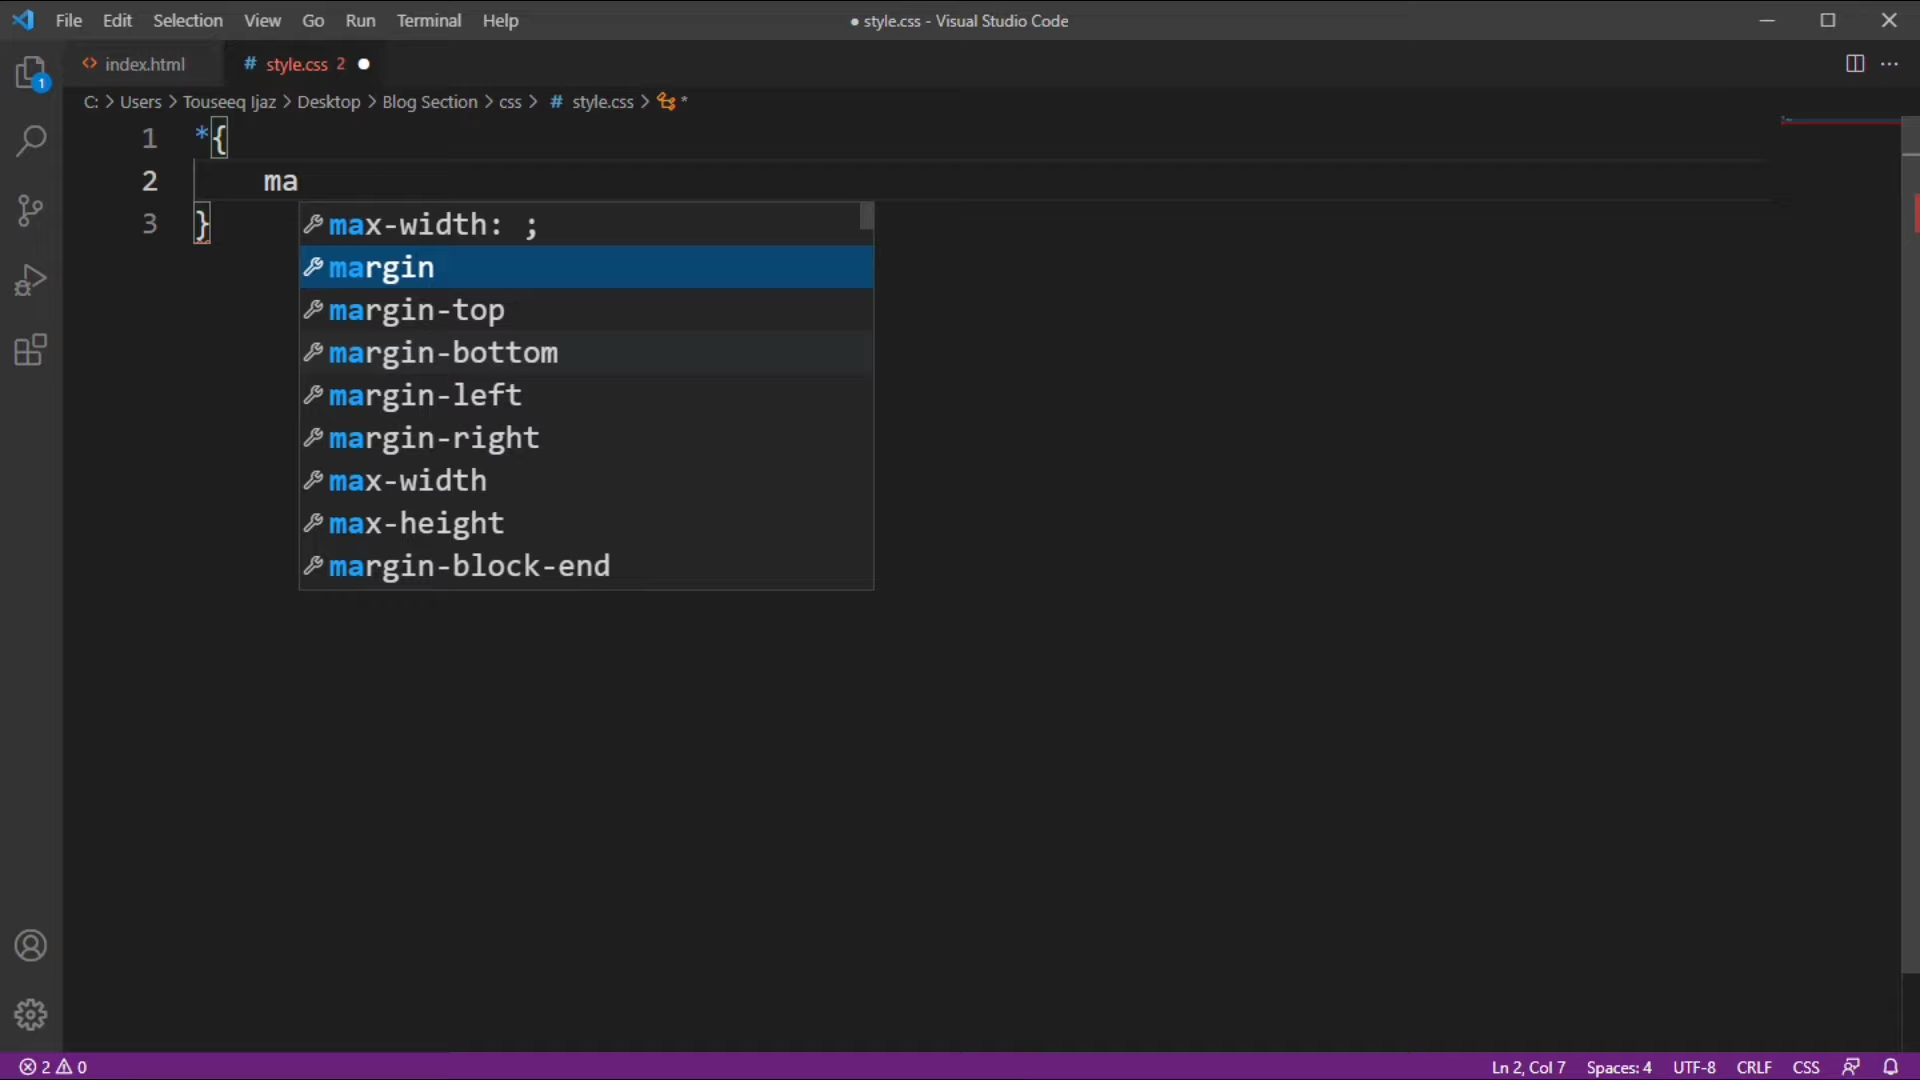 File Edit Selection View Go Run Terminal Help ● style.css - Visual Studio Code
<> index.html # style.css 2 ●
C: > Users > Touseeq Ijaz > Desktop > Blog Section > css > # style.css > *
1 *{
2 ma
3 }
max-width: ;
margin
margin-top
margin-bottom
margin-left
margin-right
max-width
max-height
margin-block-end
1
2 0 Ln 2, Col 7 Spaces: 4 UTF-8 CRLF CSS